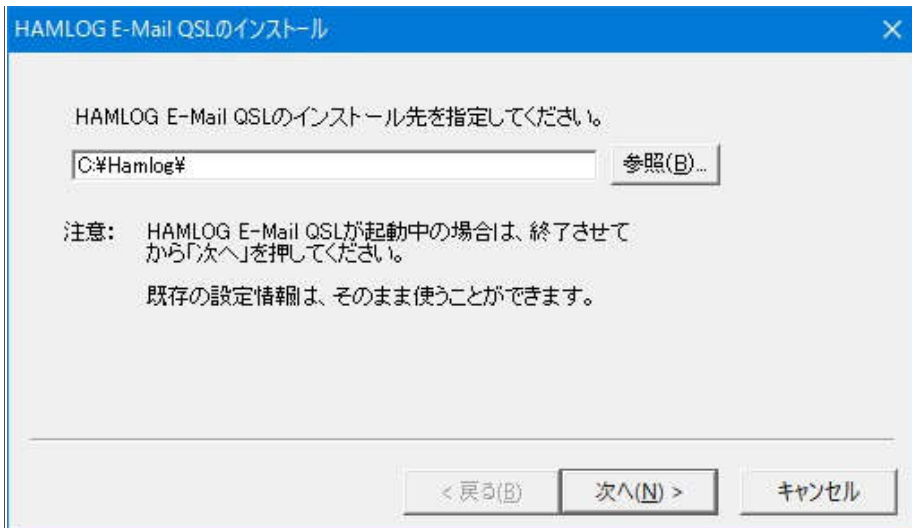 HAMLOG E-Mail QSLのインストール
HAMLOG E-Mail QSLのインストール先を指定してください。
C:¥Hamlog¥
参照(B)...
注意: HAMLOG E-Mail QSLが起動中の場合は、終了させて
から「次へ」を押してください。
既存の設定情報は、そのまま使うことができます。
< 戻る(B)
次へ(N) >
キャンセル